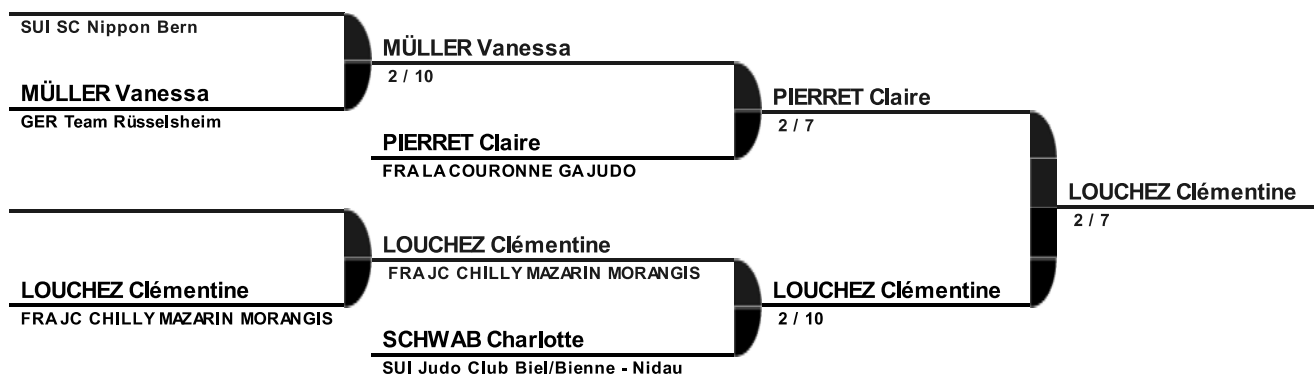 SUI SC Nippon Bern
MÜLLER Vanessa
GER Team Rüsselsheim
MÜLLER Vanessa
2 / 10
PIERRET Claire
FRA LA COURONNE GA JUDO
PIERRET Claire
2 / 7
LOUCHEZ Clémentine
FRA JC CHILLY MAZARIN MORANGIS
LOUCHEZ Clémentine
FRA JC CHILLY MAZARIN MORANGIS
SCHWAB Charlotte
SUI Judo Club Biel/Bienne - Nidau
LOUCHEZ Clémentine
2 / 10
LOUCHEZ Clémentine
2 / 7